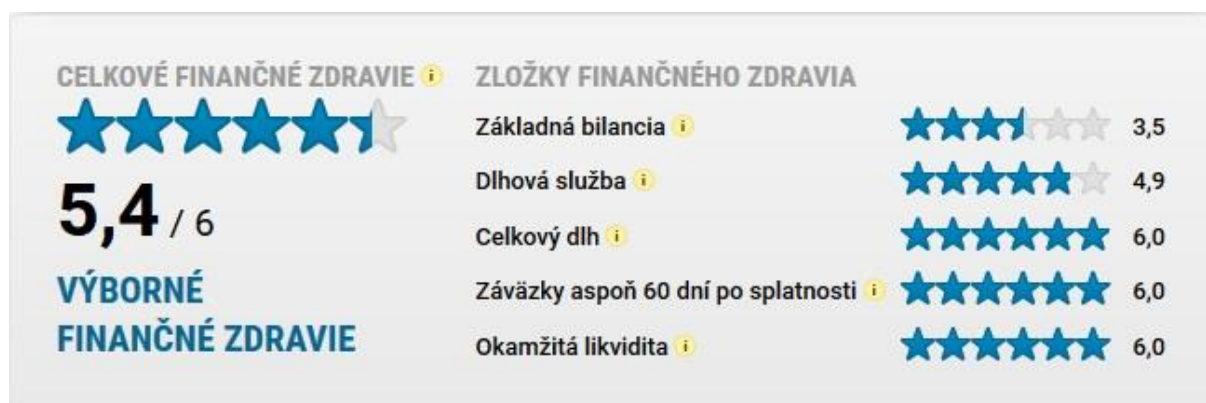 CELKOVÉ FINANČNÉ ZDRAVIE i
5,4 / 6
VÝBORNÉ
FINANČNÉ ZDRAVIE
ZLOŽKY FINANČNÉHO ZDRAVIA
Základná bilancia i 3,5
Dlhová služba i 4,9
Celkový dlh i 6,0
Záväzky aspoň 60 dní po splatnosti i 6,0
Okamžitá likvidita i 6,0